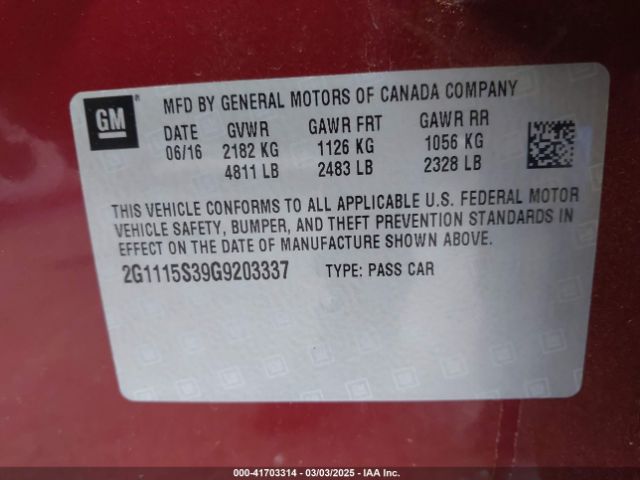 GM
MFD BY GENERAL MOTORS OF CANADA COMPANY
DATE GVWR GAWR FRT GAWR RR
06/16 2182 KG 1126 KG 1056 KG
4811 LB 2483 LB 2328 LB
THIS VEHICLE CONFORMS TO ALL APPLICABLE U.S. FEDERAL MOTOR
VEHICLE SAFETY, BUMPER, AND THEFT PREVENTION STANDARDS IN
EFFECT ON THE DATE OF MANUFACTURE SHOWN ABOVE.
2G1115S39G9203337 TYPE: PASS CAR
000-41703314 - 03/03/2025 - IAA Inc.